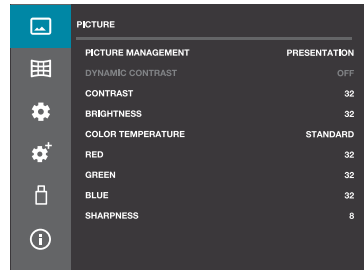 PICTURE
PICTURE MANAGEMENT PRESENTATION
DYNAMIC CONTRAST OFF
CONTRAST 32
BRIGHTNESS 32
COLOR TEMPERATURE STANDARD
RED 32
GREEN 32
BLUE 32
SHARPNESS 8